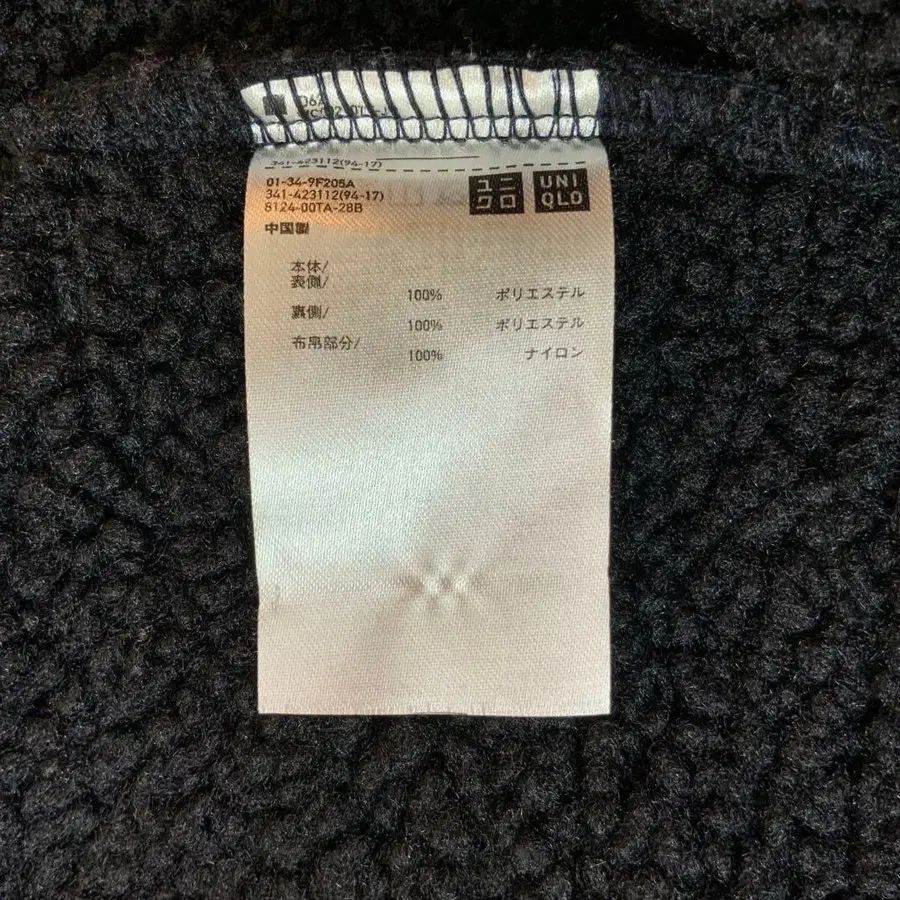 341-423112(94-17)
01-34-9F205A
341-423112(94-17)
8124-00TA-28B
ユニ
クロ
UNI
QLO
中国製
本体/
表側/
100% ポリエステル
裏側/
100% ポリエステル
布帛部分/
100% ナイロン